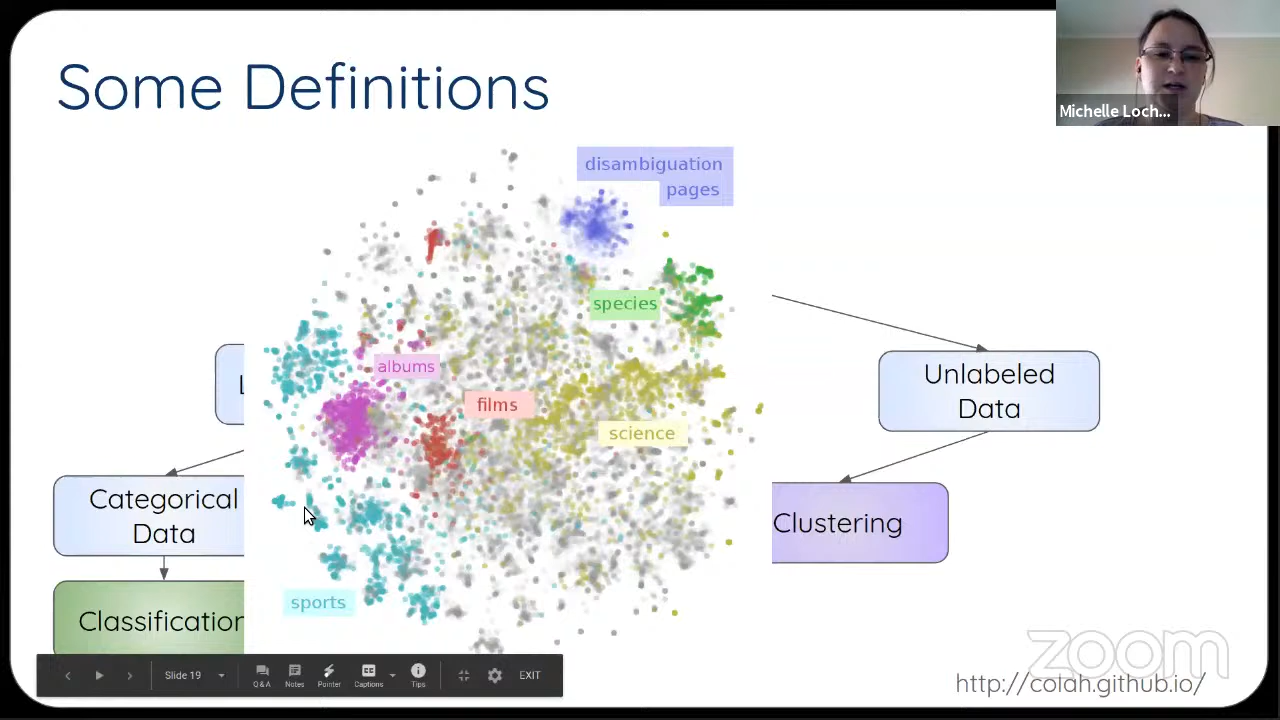 Some Definitions
Michelle Loch...
disambiguation
pages
species
albums
films
science
sports
L
Unlabeled
Data
Categorical
Data
Clustering
Classification
Slide 19
Q&A
Notes
Pointer
Captions
Tips
EXIT
zoom
http://colah.github.io/